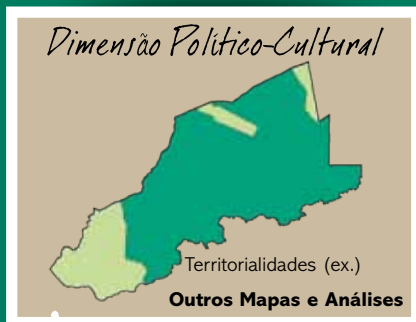 Dimensão Político-Cultural
Territorialidades (ex.)
Outros Mapas e Análises